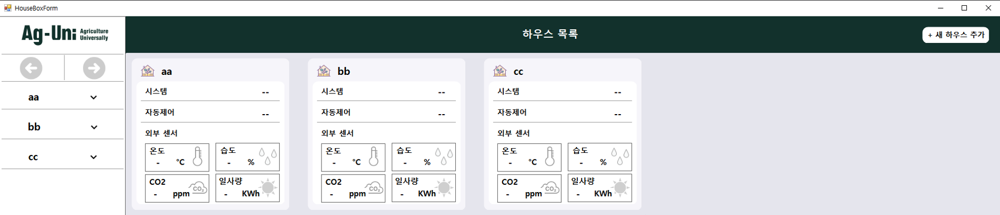 HouseBoxForm
Ag-Uni Agriculture Universally
하우스 목록
+ 새 하우스 추가
aa
bb
cc
aa
시스템 --
자동제어 --
외부 센서
온도
- ℃
습도
- %
CO2
- ppm CO₂
일사량
- KWh
bb
시스템 --
자동제어 --
외부 센서
온도
- ℃
습도
- %
CO2
- ppm CO₂
일사량
- KWh
cc
시스템 --
자동제어 --
외부 센서
온도
- ℃
습도
- %
CO2
- ppm CO₂
일사량
- KWh